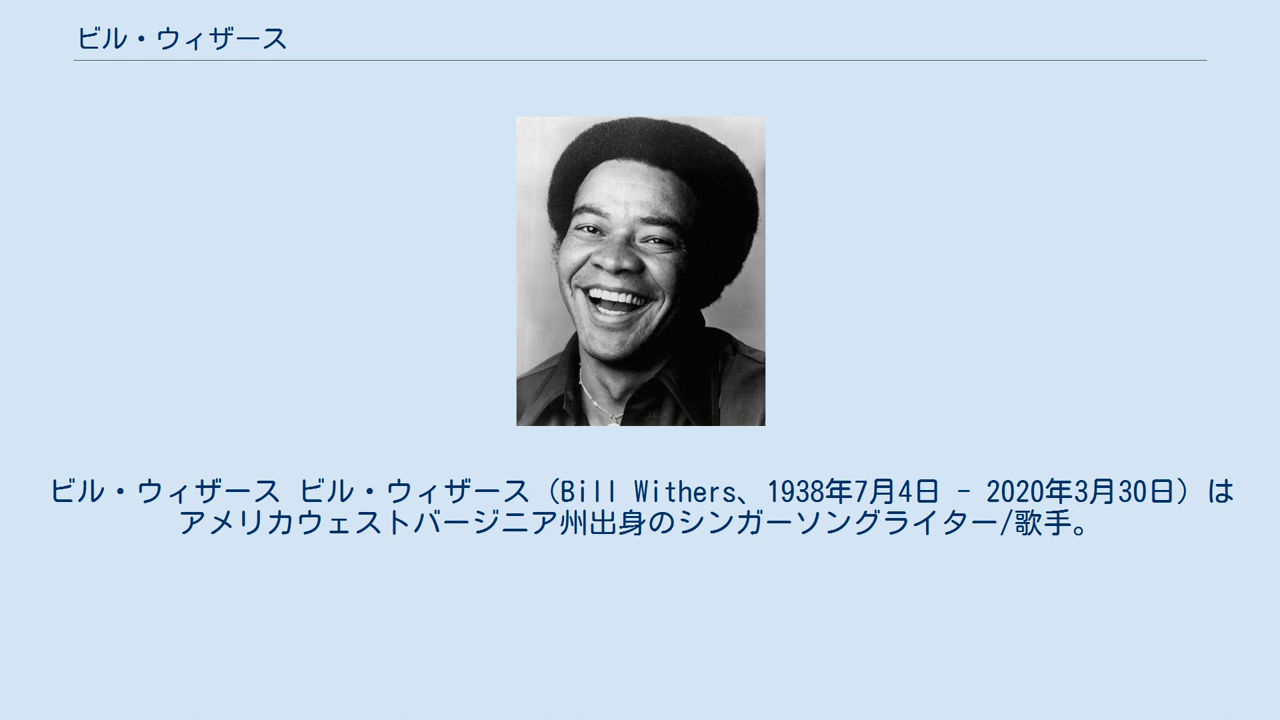 ビル・ウィザース
ビル・ウィザース ビル・ウィザース（Bill Withers、1938年7月4日 - 2020年3月30日）は
アメリカウェストバージニア州出身のシンガーソングライター/歌手。